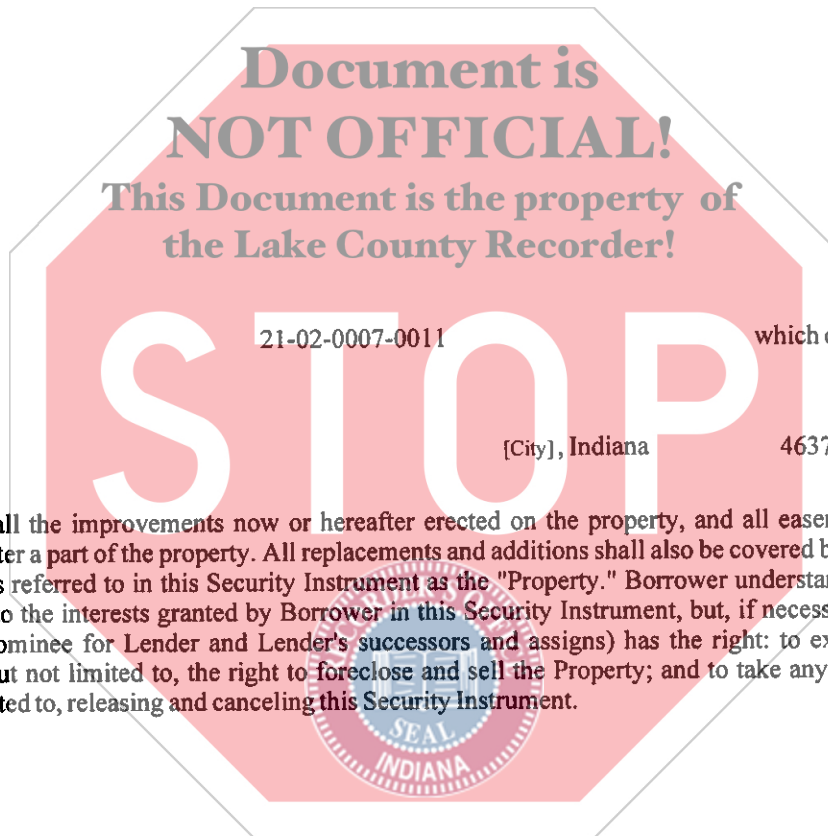 Document is
NOT OFFICIAL!
This Document is the property of
the Lake County Recorder!
STOP
21-02-0007-0011 which
[City], Indiana 4637
all the improvements now or hereafter erected on the property, and all
a part of the property. All replacements and additions shall also be covered
referred to in this Security Instrument as the "Property." Borrower
the interests granted by Borrower in this Security Instrument, but, if
for Lender and Lender's successors and assigns) has the right: to
not limited to, the right to foreclose and sell the Property; and to take any
to, releasing and canceling this Security Instrument.
SEAL
INDIANA